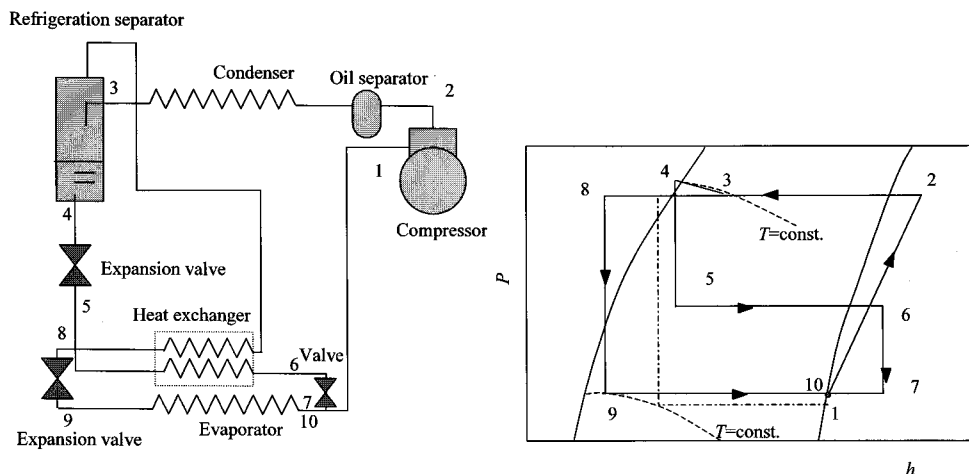 Refrigeration separator
3
Condenser
Oil separator
2
1
4
Compressor
Expansion valve
5
Heat exchanger
8
6
Valve
7
9
Evaporator
10
Expansion valve
4
8
3
2
T=const.
P
5
6
10
7
9
1
T=const.
h